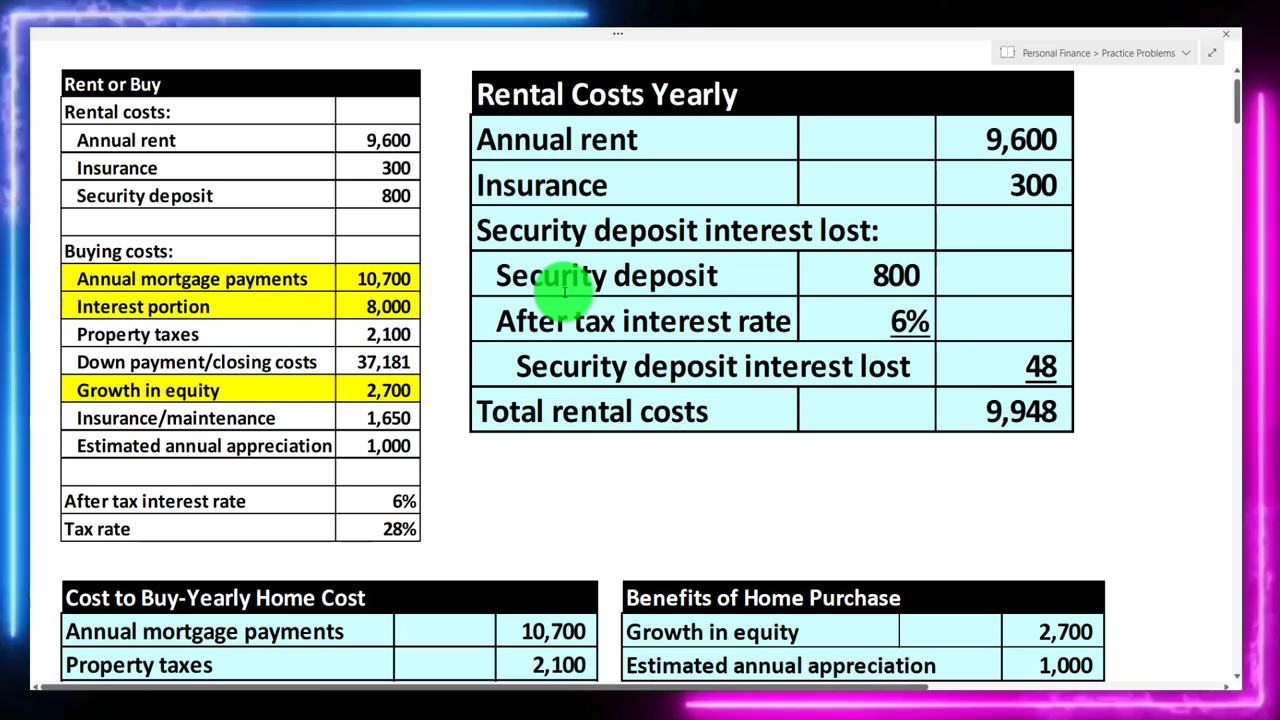 ...
Personal Finance > Practice Problems
Rent or Buy
Rental costs:
Annual rent 9,600
Insurance 300
Security deposit 800
Buying costs:
Annual mortgage payments 10,700
Interest portion 8,000
Property taxes 2,100
Down payment/closing costs 37,181
Growth in equity 2,700
Insurance/maintenance 1,650
Estimated annual appreciation 1,000
After tax interest rate 6%
Tax rate 28%
Rental Costs Yearly
Annual rent 9,600
Insurance 300
Security deposit interest lost:
Security deposit 800
After tax interest rate 6%
Security deposit interest lost 48
Total rental costs 9,948
Cost to Buy-Yearly Home Cost
Annual mortgage payments 10,700
Property taxes 2,100
Benefits of Home Purchase
Growth in equity 2,700
Estimated annual appreciation 1,000